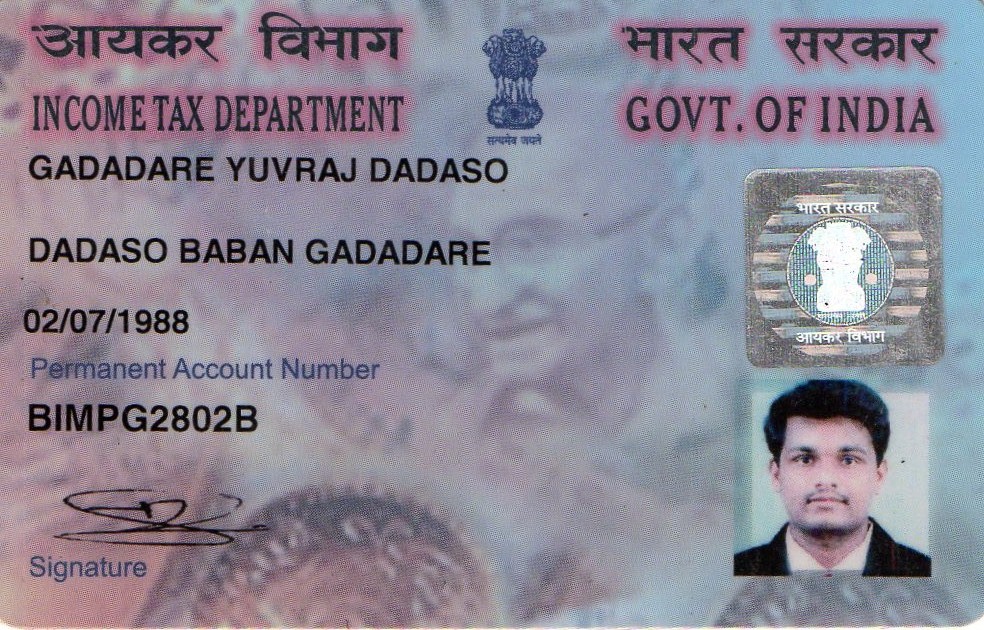 आयकर विभाग
भारत सरकार
INCOME TAX DEPARTMENT
GOVT. OF INDIA
सत्यमेव जयते
GADADARE YUVRAJ DADASO
DADASO BABAN GADADARE
02/07/1988
Permanent Account Number
BIMPG2802B
Signature
भारत सरकार
आयकर विभाग